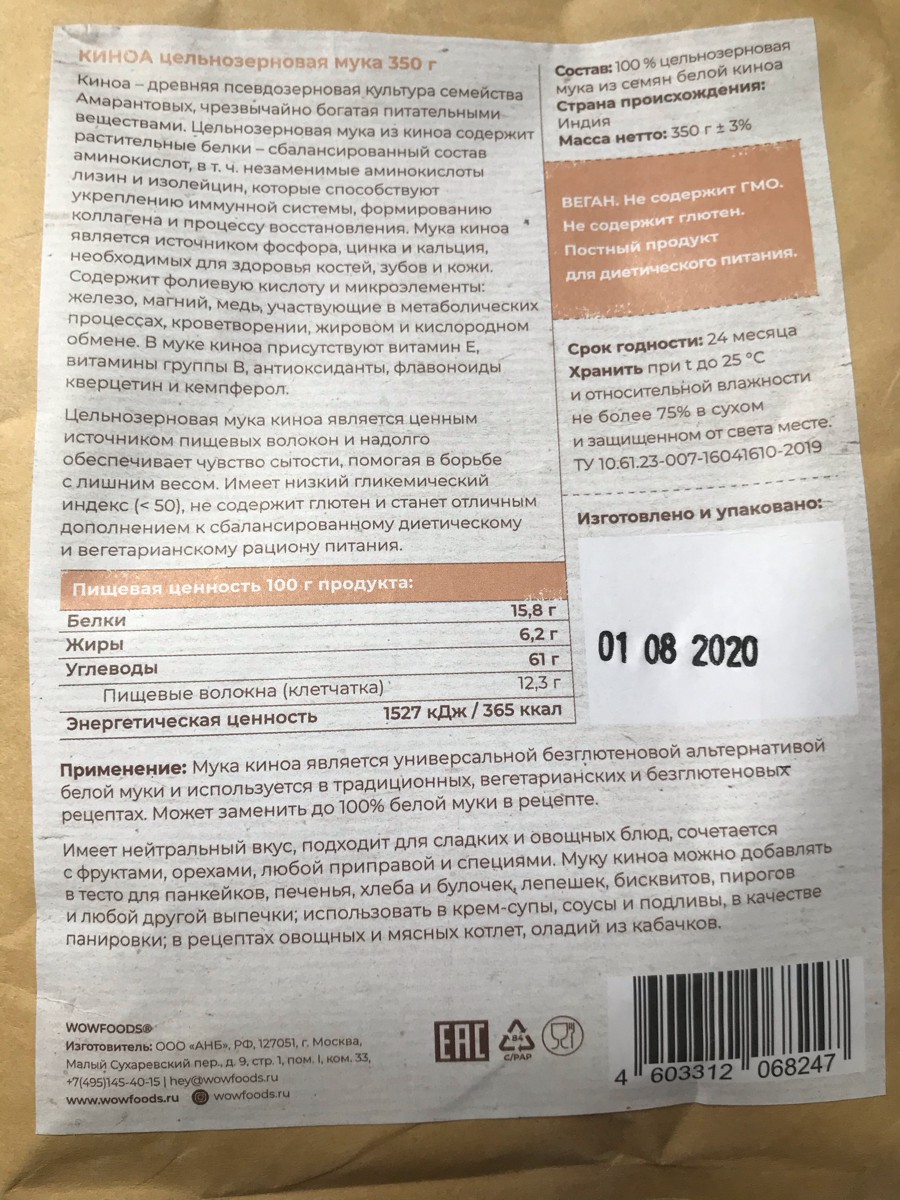 КИНОА цельнозерновая мука 350 г
Киноа – древняя псевдозерновая культура семейства
Амарантовых, чрезвычайно богатая питательными
веществами. Цельнозерновая мука из киноа содержит
растительные белки – сбалансированный состав
аминокислот, в т. ч. незаменимые аминокислоты
лизин и изолейцин, которые способствуют
укреплению иммунной системы, формированию
коллагена и процессу восстановления. Мука киноа
является источником фосфора, цинка и кальция,
необходимых для здоровья костей, зубов и кожи.
Содержит фолиевую кислоту и микроэлементы:
железо, магний, медь, участвующие в метаболических
процессах, кроветворении, жировом и кислородном
обмене. В муке киноа присутствуют витамин Е,
витамины группы В, антиоксиданты, флавоноиды
кверцетин и кемпферол.
Цельнозерновая мука киноа является ценным
источником пищевых волокон и надолго
обеспечивает чувство сытости, помогая в борьбе
с лишним весом. Имеет низкий гликемический
индекс (< 50), не содержит глютен и станет отличным
дополнением к сбалансированному диетическому
и вегетарианскому рациону питания.
Пищевая ценность 100 г продукта:
Белки 15,8 г
Жиры 6,2 г
Углеводы 61 г
Пищевые волокна (клетчатка) 12,3 г
Энергетическая ценность 1527 кДж / 365 ккал
Состав: 100 % цельнозерновая
мука из семян белой киноа
Страна происхождения:
Индия
Масса нетто: 350 г ± 3%
ВЕГАН. Не содержит ГМО.
Не содержит глютен.
Постный продукт
для диетического питания.
Срок годности: 24 месяца
Хранить при t до 25 °C
и относительной влажности
не более 75% в сухом
и защищенном от света месте.
ТУ 10.61.23-007-16041610-2019
Изготовлено и упаковано:
01 08 2020
Применение: Мука киноа является универсальной безглютеновой альтернативой
белой муки и используется в традиционных, вегетарианских и безглютеновых
рецептах. Может заменить до 100% белой муки в рецепте.
Имеет нейтральный вкус, подходит для сладких и овощных блюд, сочетается
с фруктами, орехами, любой приправой и специями. Муку киноа можно добавлять
в тесто для панкейков, печенья, хлеба и булочек, лепешек, бисквитов, пирогов
и любой другой выпечки; использовать в крем-супы, соусы и подливы, в качестве
панировки; в рецептах овощных и мясных котлет, оладий из кабачков.
WOWFOODS®
Изготовитель: ООО «АНБ», РФ, 127051, г. Москва,
Малый Сухаревский пер., д. 9, стр. 1, пом. I, ком. 33,
+7(495)145-40-15 | hey@wowfoods.ru
www.wowfoods.ru wowfoods.ru
ЕАС
84
C/PAP
4 603312 068247